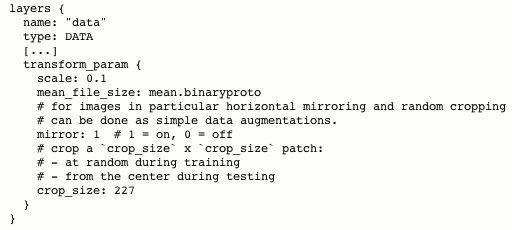 layers {
  name: "data"
  type: DATA
  [...]
  transform_param {
    scale: 0.1
    mean_file_size: mean.binaryproto
    # for images in particular horizontal mirroring and random cropping
    # can be done as simple data augmentations.
    mirror: 1  # 1 = on, 0 = off
    # crop a `crop_size` x `crop_size` patch:
    # - at random during training
    # - from the center during testing
    crop_size: 227
  }
}